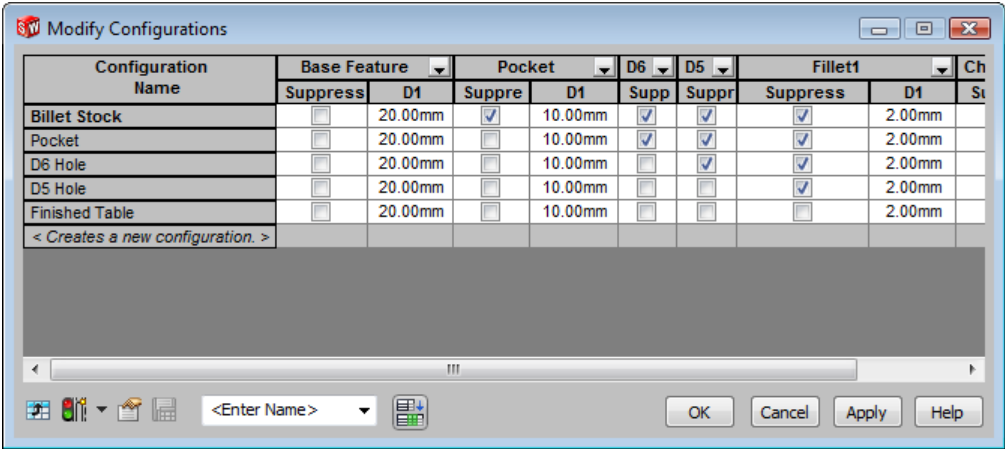 SW Modify Configurations
Configuration Name Base Feature Pocket D6 D5 Fillet1 Ch
Suppress D1 Suppre D1 Supp Suppr Suppress D1 Su
Billet Stock 20.00mm 10.00mm 2.00mm
Pocket 20.00mm 10.00mm 2.00mm
D6 Hole 20.00mm 10.00mm 2.00mm
D5 Hole 20.00mm 10.00mm 2.00mm
Finished Table 20.00mm 10.00mm 2.00mm
< Creates a new configuration. >
<Enter Name> OK Cancel Apply Help